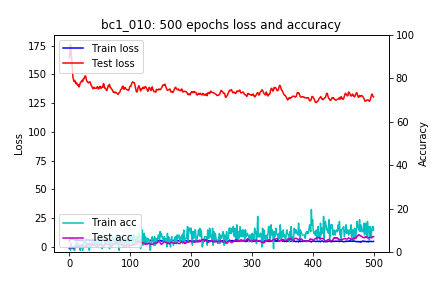 bc1_010: 500 epochs loss and accuracy
Train loss
Test loss
Train acc
Test acc
Loss
Accuracy
175
150
125
100
75
50
25
0
100
80
60
40
20
0
0
100
200
300
400
500